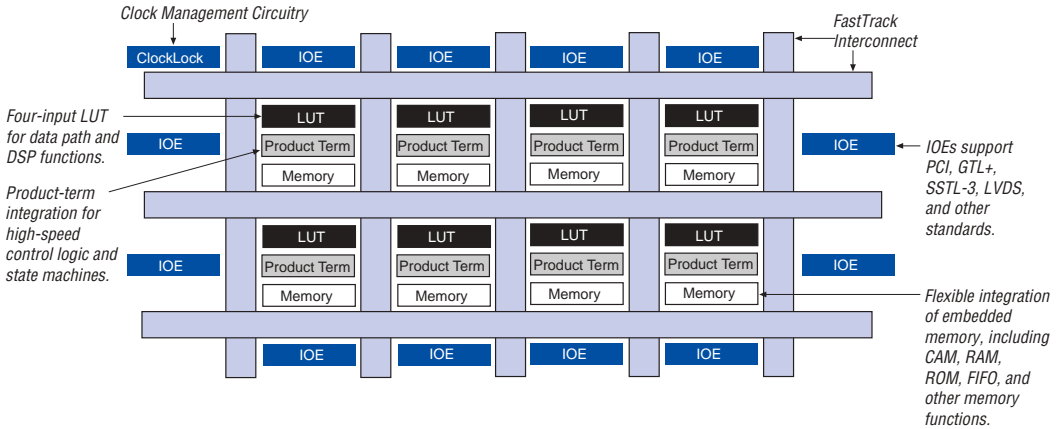 Clock Management Circuitry
FastTrack
Interconnect
ClockLock
IOE
IOE
IOE
IOE
Four-input LUT
for data path and
DSP functions.
LUT
LUT
LUT
LUT
IOE
Product Term
Product Term
Product Term
Product Term
IOE
IOEs support
PCI, GTL+,
SSTL-3, LVDS,
and other
standards.
Memory
Memory
Memory
Memory
Product-term
integration for
high-speed
control logic and
state machines.
LUT
LUT
LUT
LUT
IOE
Product Term
Product Term
Product Term
Product Term
IOE
Memory
Memory
Memory
Memory
Flexible integration
of embedded
memory, including
CAM, RAM,
ROM, FIFO, and
other memory
functions.
IOE
IOE
IOE
IOE